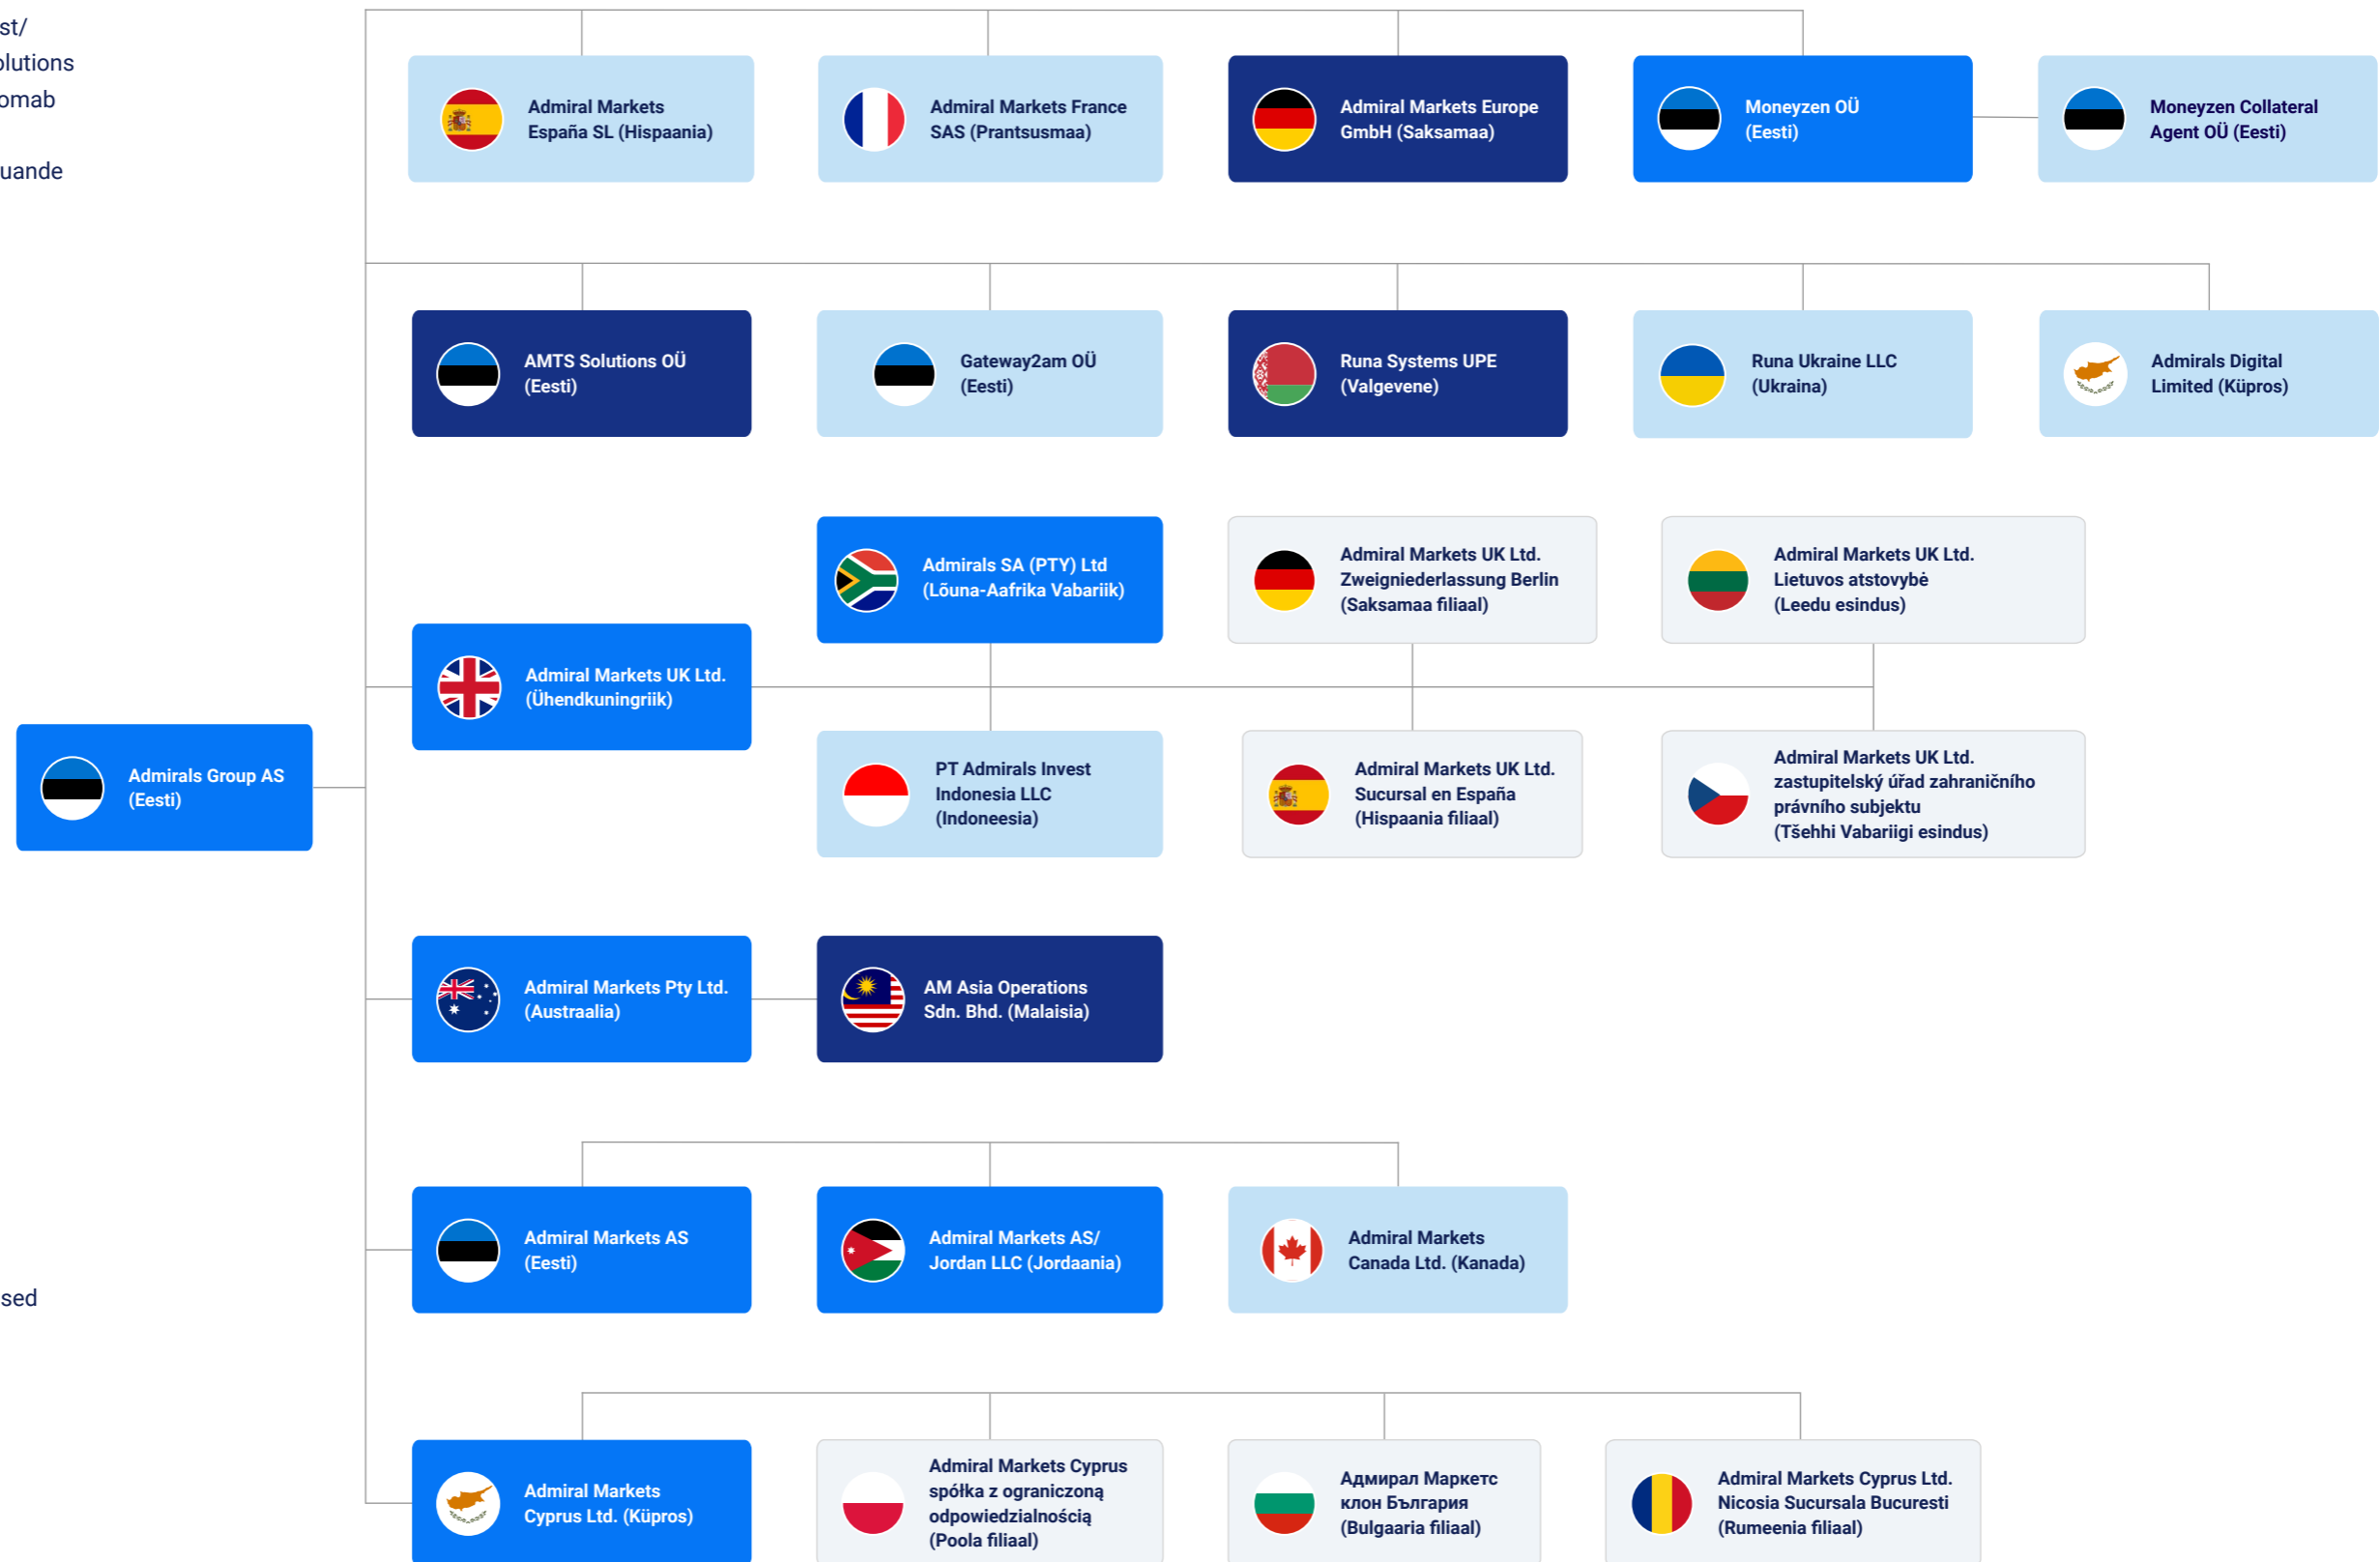 st/
olutions
omab
uande
Admiral Markets
España SL (Hispaania)
Admiral Markets France
SAS (Prantsusmaa)
Admiral Markets Europe
GmbH (Saksamaa)
Moneyzen OÜ
(Eesti)
Moneyzen Collateral
Agent OÜ (Eesti)
AMTS Solutions OÜ
(Eesti)
Gateway2am OÜ
(Eesti)
Runa Systems UPE
(Valgevene)
Runa Ukraine LLC
(Ukraina)
Admirals Digital
Limited (Küpros)
Admirals SA (PTY) Ltd
(Lõuna-Aafrika Vabariik)
Admiral Markets UK Ltd.
Zweigniederlassung Berlin
(Saksamaa filiaal)
Admiral Markets UK Ltd.
Lietuvos atstovybė
(Leedu esindus)
Admiral Markets UK Ltd.
(Ühendkuningriik)
Admirals Group AS
(Eesti)
PT Admirals Invest
Indonesia LLC
(Indoneesia)
Admiral Markets UK Ltd.
Sucursal en España
(Hispaania filiaal)
Admiral Markets UK Ltd.
zastupitelský úřad zahraničního
právního subjektu
(Tšehhi Vabariigi esindus)
Admiral Markets Pty Ltd.
(Austraalia)
AM Asia Operations
Sdn. Bhd. (Malaisia)
Admiral Markets AS
(Eesti)
Admiral Markets AS/
Jordan LLC (Jordaania)
Admiral Markets
Canada Ltd. (Kanada)
sed
Admiral Markets
Cyprus Ltd. (Küpros)
Admiral Markets Cyprus
spółka z ograniczoną
odpowiedzialnością
(Poola filiaal)
Адмирал Маркетс
клон България
(Bulgaaria filiaal)
Admiral Markets Cyprus Ltd.
Nicosia Sucursala Bucuresti
(Rumeenia filiaal)